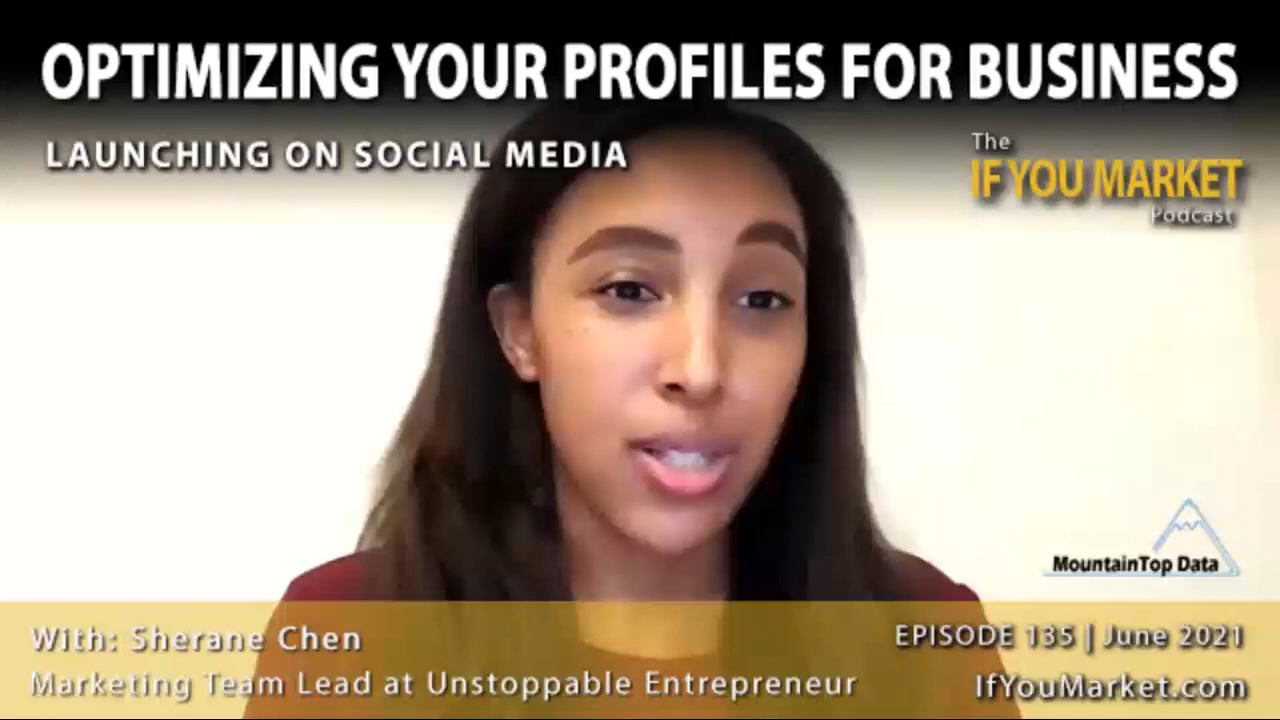 OPTIMIZING YOUR PROFILES FOR BUSINESS
LAUNCHING ON SOCIAL MEDIA
The
IF YOU MARKET
Podcast
MountainTop Data
With: Sherane Chen
EPISODE 135 | June 2021
Marketing Team Lead at Unstoppable Entrepreneur
IfYouMarket.com